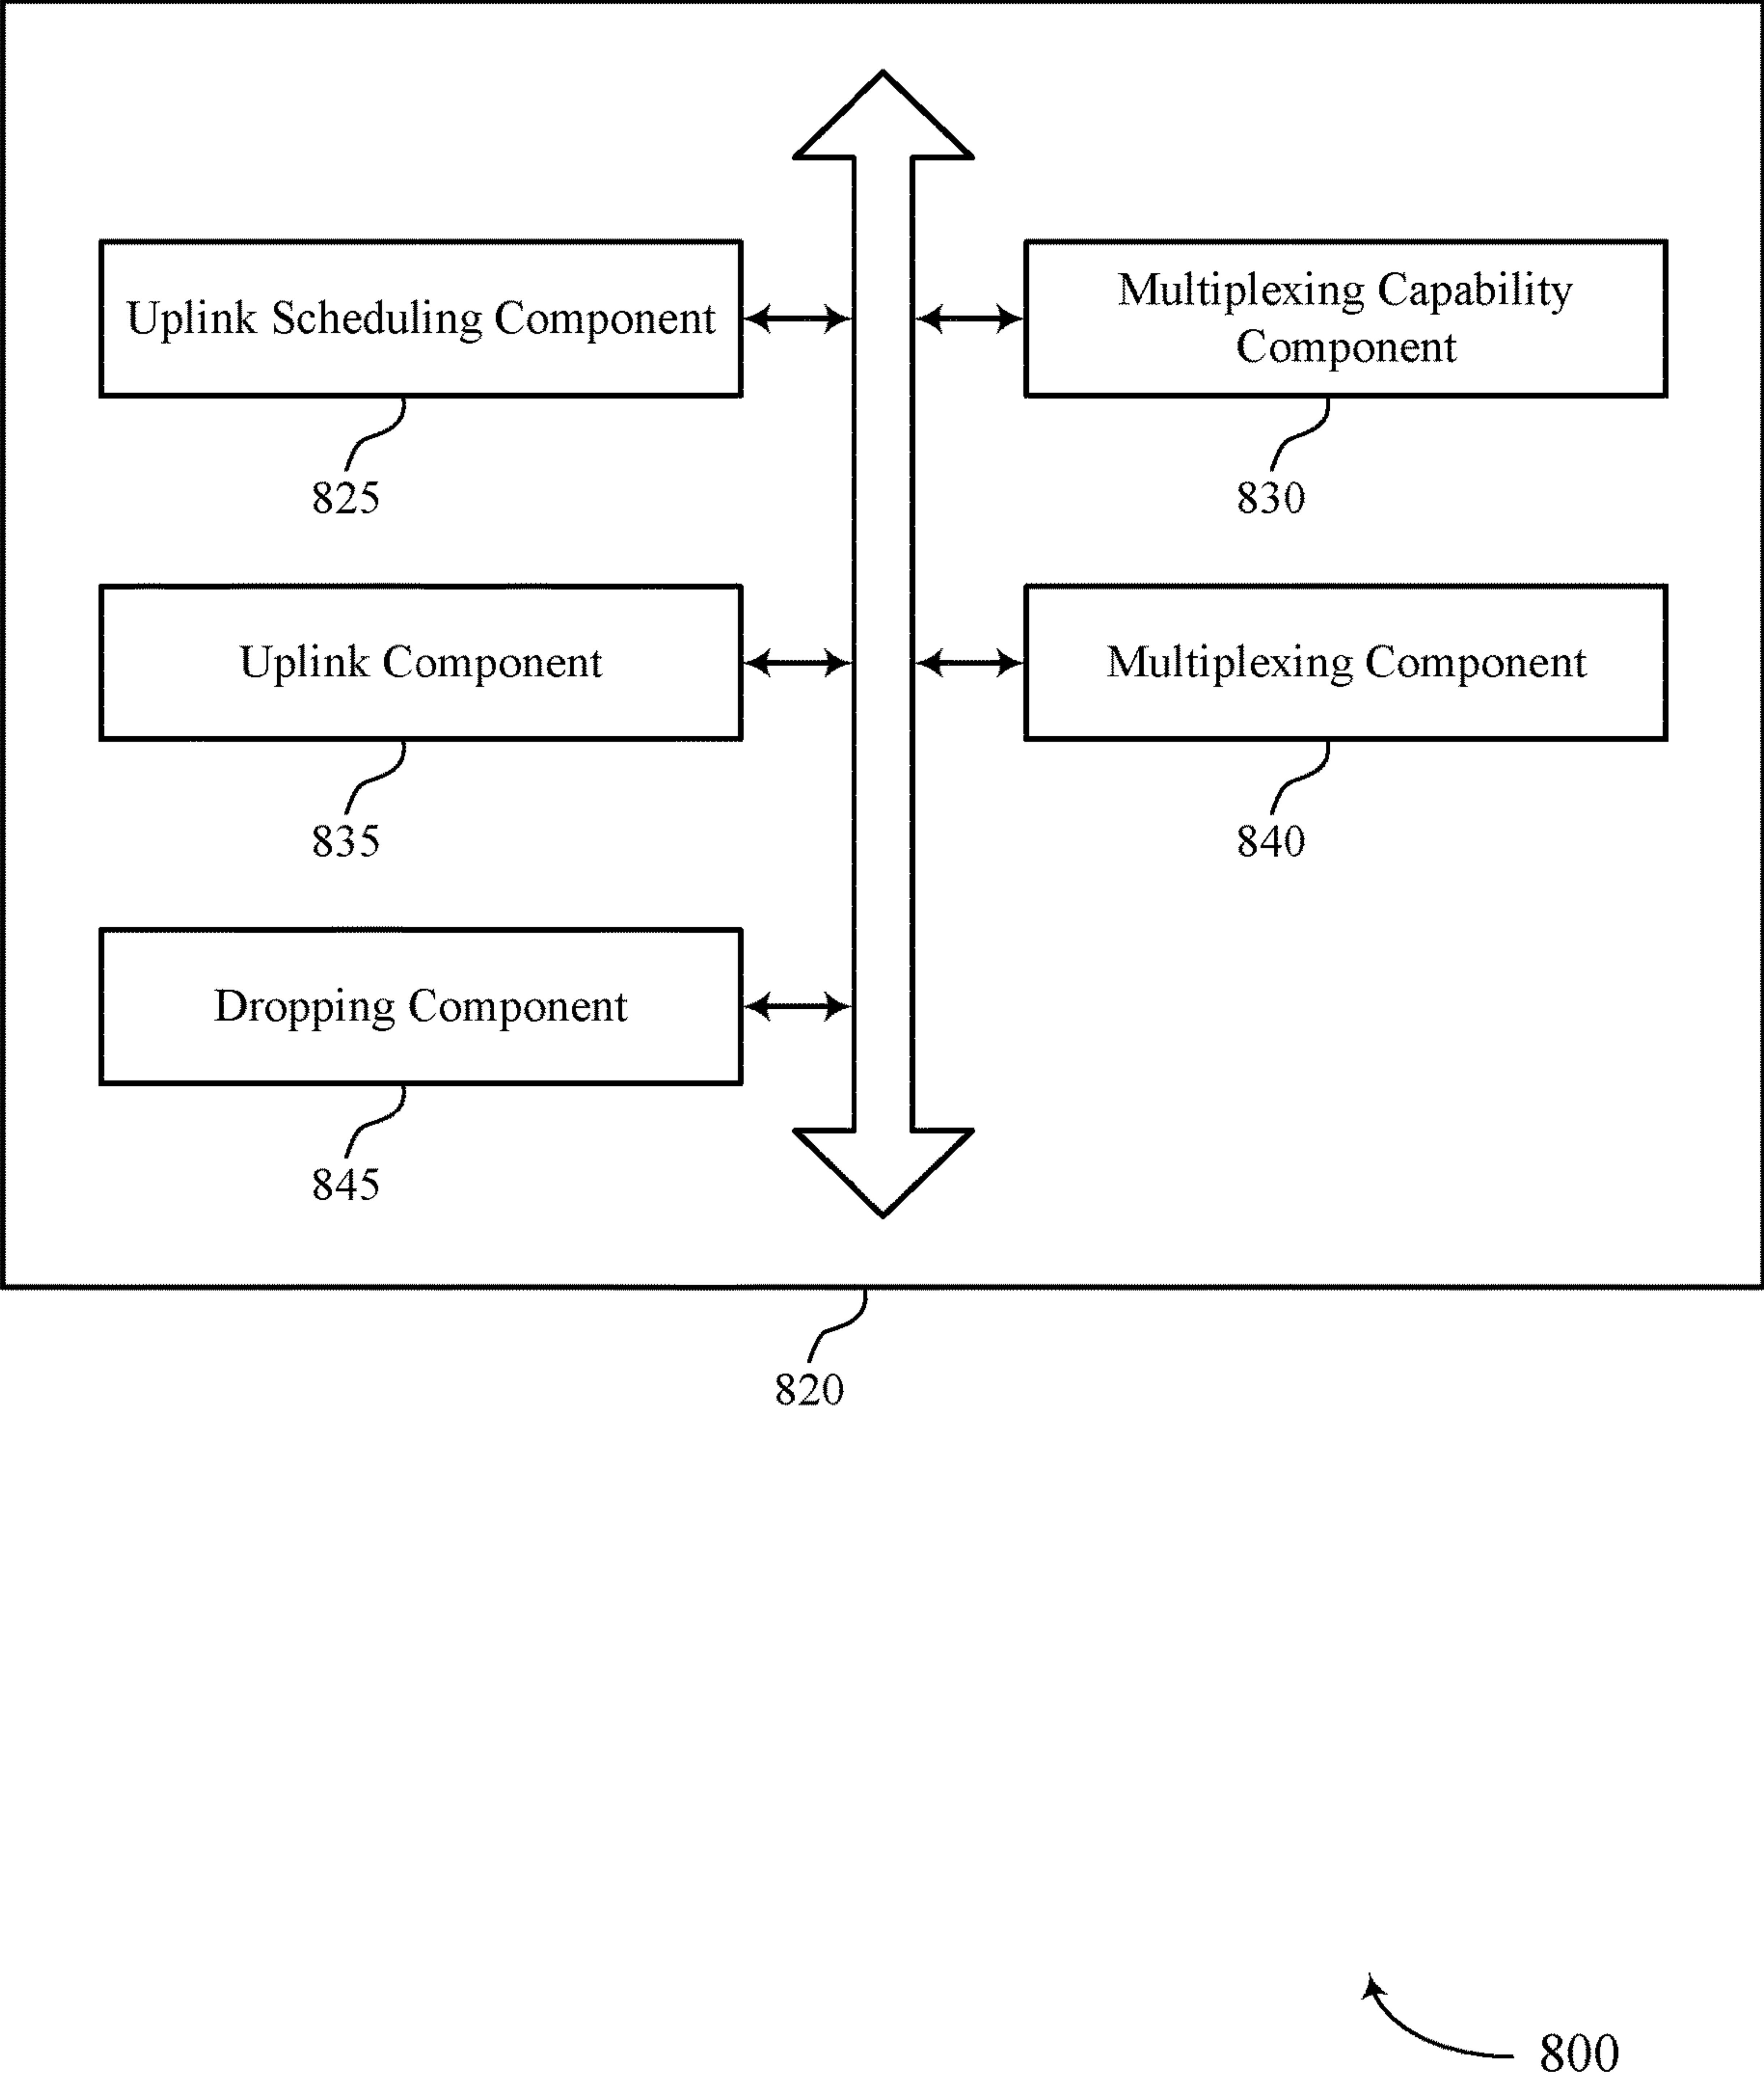 Uplink Scheduling Component
825
Multiplexing Capability
Component
830
Uplink Component
835
Multiplexing Component
840
Dropping Component
845
820
800